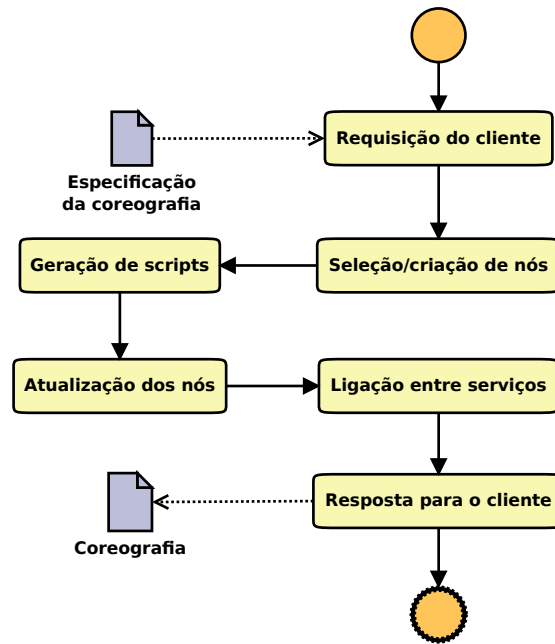 Requisição do cliente
Especificação
da coreografia
Seleção/criação de nós
Geração de scripts
Atualização dos nós
Ligação entre serviços
Resposta para o cliente
Coreografia